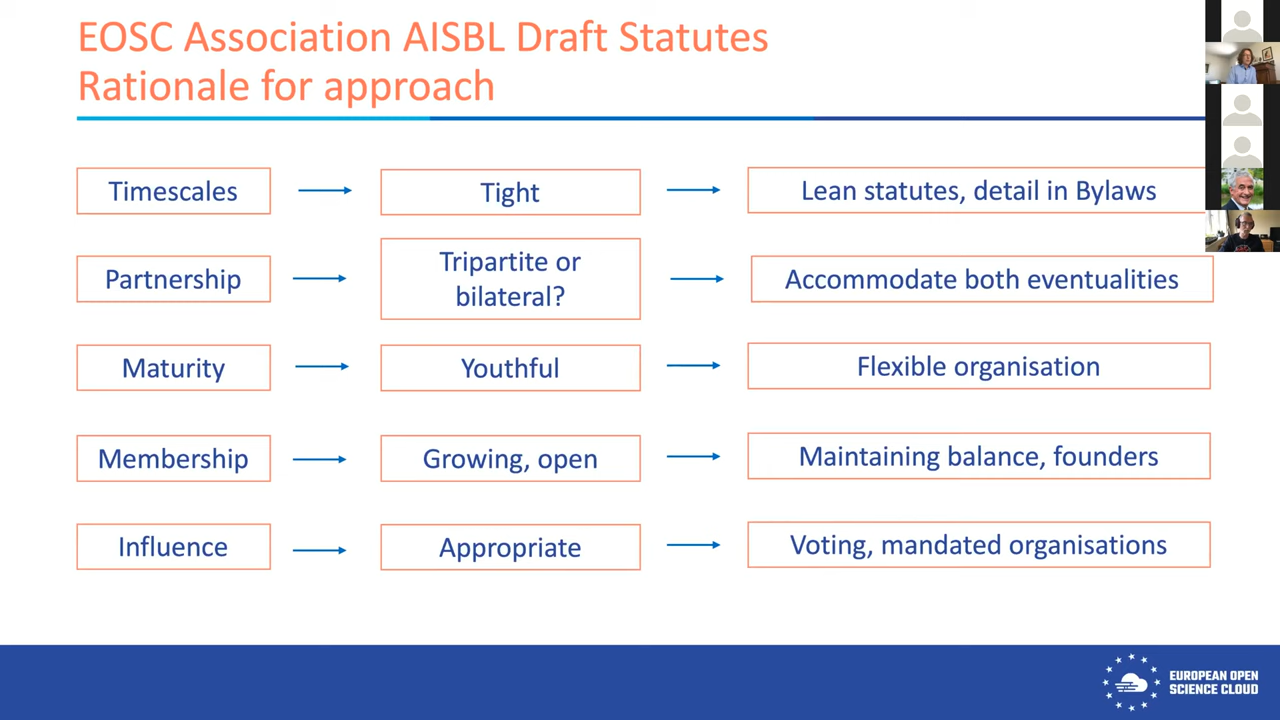 EOSC Association AISBL Draft Statutes
Rationale for approach
Timescales
Tight
Lean statutes, detail in Bylaws
Partnership
Tripartite or
bilateral?
Accommodate both eventualities
Maturity
Youthful
Flexible organisation
Membership
Growing, open
Maintaining balance, founders
Influence
Appropriate
Voting, mandated organisations
EUROPEAN OPEN
SCIENCE CLOUD